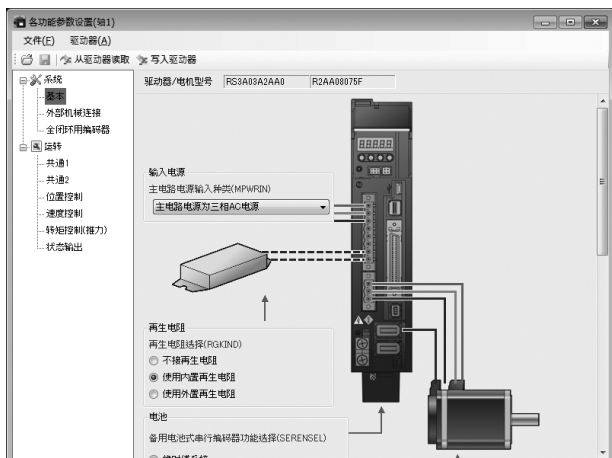 各功能参数设置(轴1)
文件(F) 驱动器(A)
从驱动器读取 写入驱动器
系统
基本
外部机械连接
全闭环用编码器
运转
共通1
共通2
位置控制
速度控制
转矩控制(推力)
状态输出
驱动器/电机型号 RS3A03A2AA0 R2AA08075F
输入电源
主电路电源输入种类(MPWRIN)
主电路电源为三相AC电源
再生电阻
再生电阻选择(RGKIND)
不接再生电阻
使用内置再生电阻
使用外置再生电阻
电池
备用电池式串行编码器功能选择(SERENSEL)